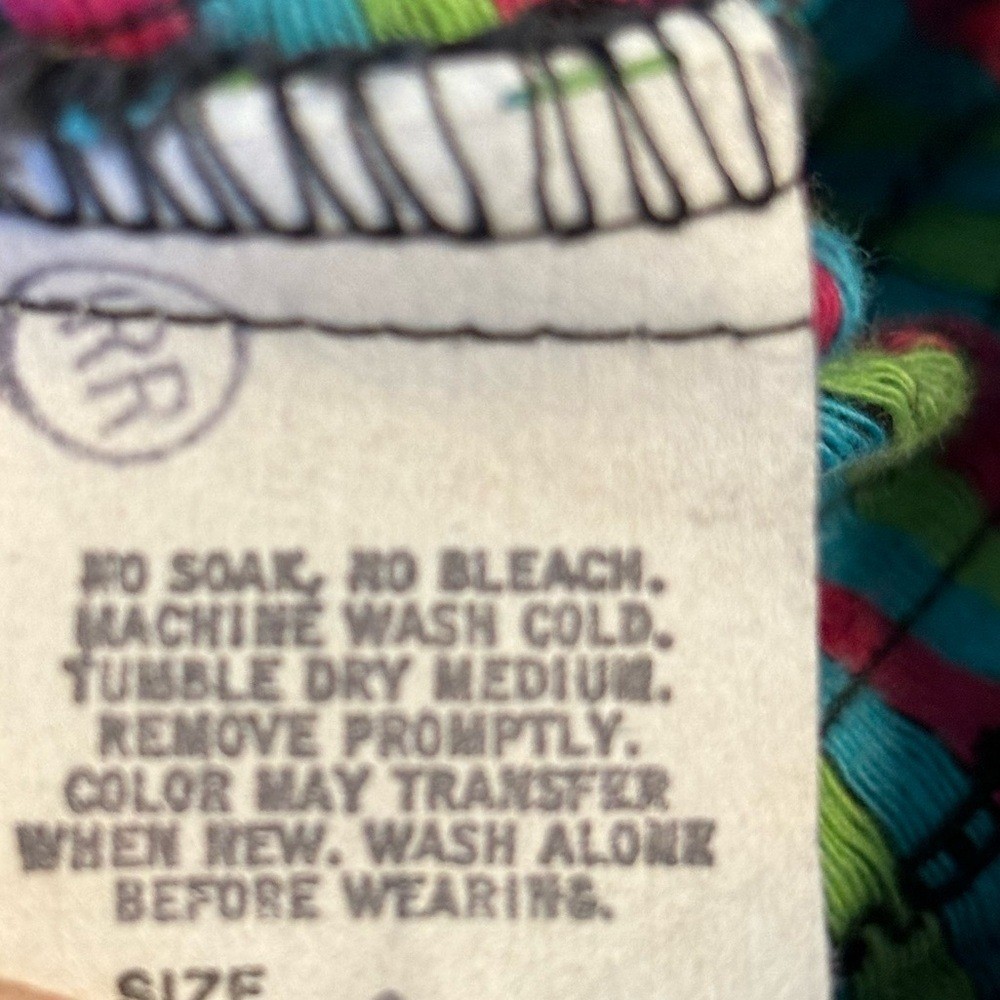 RR
NO SOAK, NO BLEACH.
MACHINE WASH COLD.
TUMBLE DRY MEDIUM.
REMOVE PROMPTLY.
COLOR MAY TRANSFER
WHEN NEW. WASH ALONE
BEFORE WEARING.
SIZE